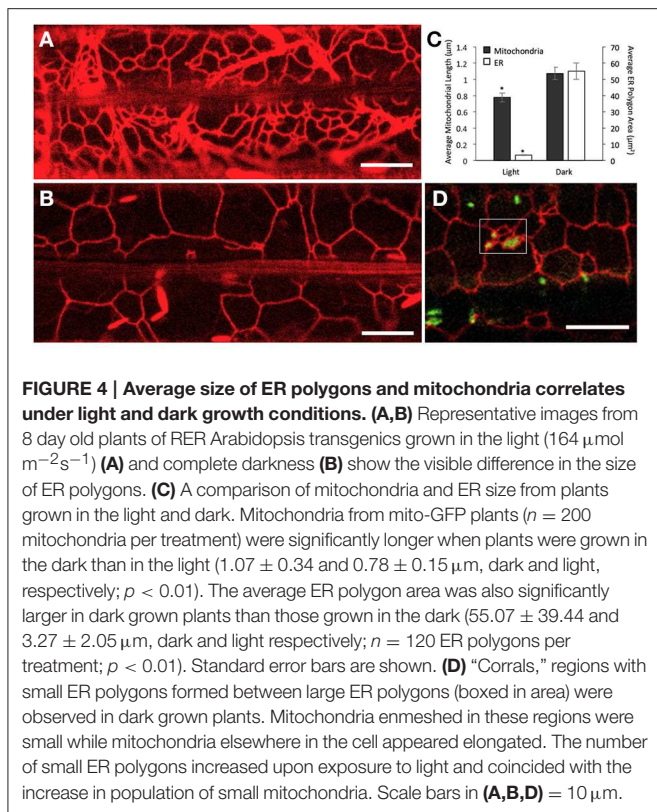 A
B
C
Mitochondria
ER
Average Mitochondrial Length (µm)
1.4
1.2
1
0.8
0.6
0.4
0.2
0
*
*
70
60
50
40
30
20
10
0
Average ER Polygon Area (µm²)
Light Dark
D
FIGURE 4 | Average size of ER polygons and mitochondria correlates
under light and dark growth conditions. (A,B) Representative images from
8 day old plants of RER Arabidopsis transgenics grown in the light (164 µmol
m−2s−1) (A) and complete darkness (B) show the visible difference in the size
of ER polygons. (C) A comparison of mitochondria and ER size from plants
grown in the light and dark. Mitochondria from mito-GFP plants (n = 200
mitochondria per treatment) were significantly longer when plants were grown in
the dark than in the light (1.07 ± 0.34 and 0.78 ± 0.15 µm, dark and light,
respectively; p < 0.01). The average ER polygon area was also significantly
larger in dark grown plants than those grown in the dark (55.07 ± 39.44 and
3.27 ± 2.05 µm, dark and light respectively; n = 120 ER polygons per
treatment; p < 0.01). Standard error bars are shown. (D) “Corrals,” regions with
small ER polygons formed between large ER polygons (boxed in area) were
observed in dark grown plants. Mitochondria enmeshed in these regions were
small while mitochondria elsewhere in the cell appeared elongated. The number
of small ER polygons increased upon exposure to light and coincided with the
increase in population of small mitochondria. Scale bars in (A,B,D) = 10 µm.